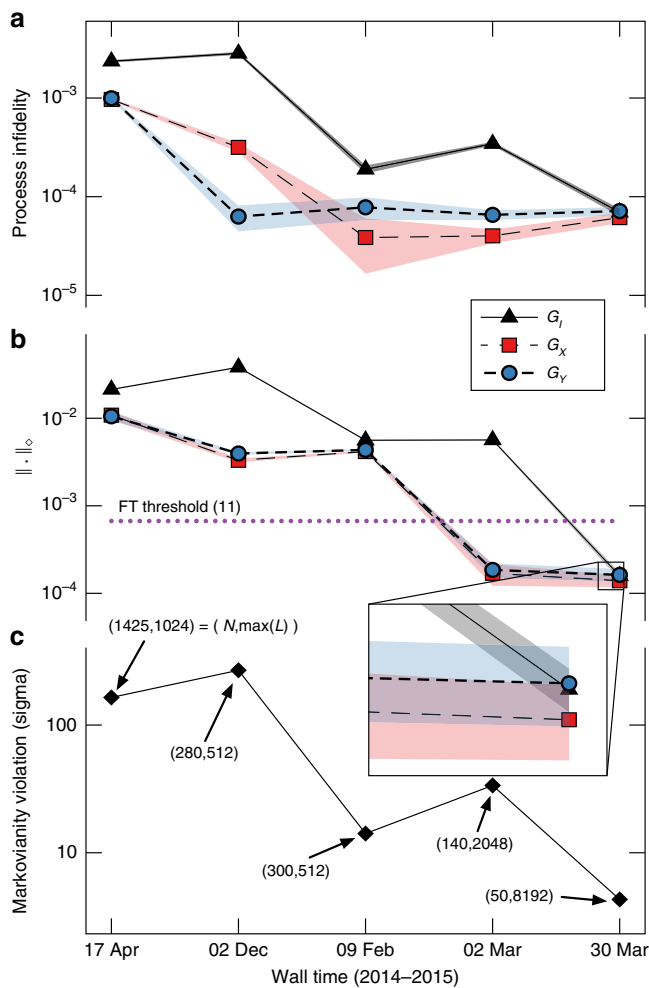 a
Processs infidelity
10⁻³
10⁻⁴
10⁻⁵
G_I
G_X
G_Y
b
|| · ||⋄
10⁻²
10⁻³
10⁻⁴
FT threshold (11)
c
Markovianity violation (sigma)
100
10
(1425,1024) = ( N,max(L) )
(280,512)
(300,512)
(140,2048)
(50,8192)
17 Apr
02 Dec
09 Feb
02 Mar
30 Mar
Wall time (2014–2015)